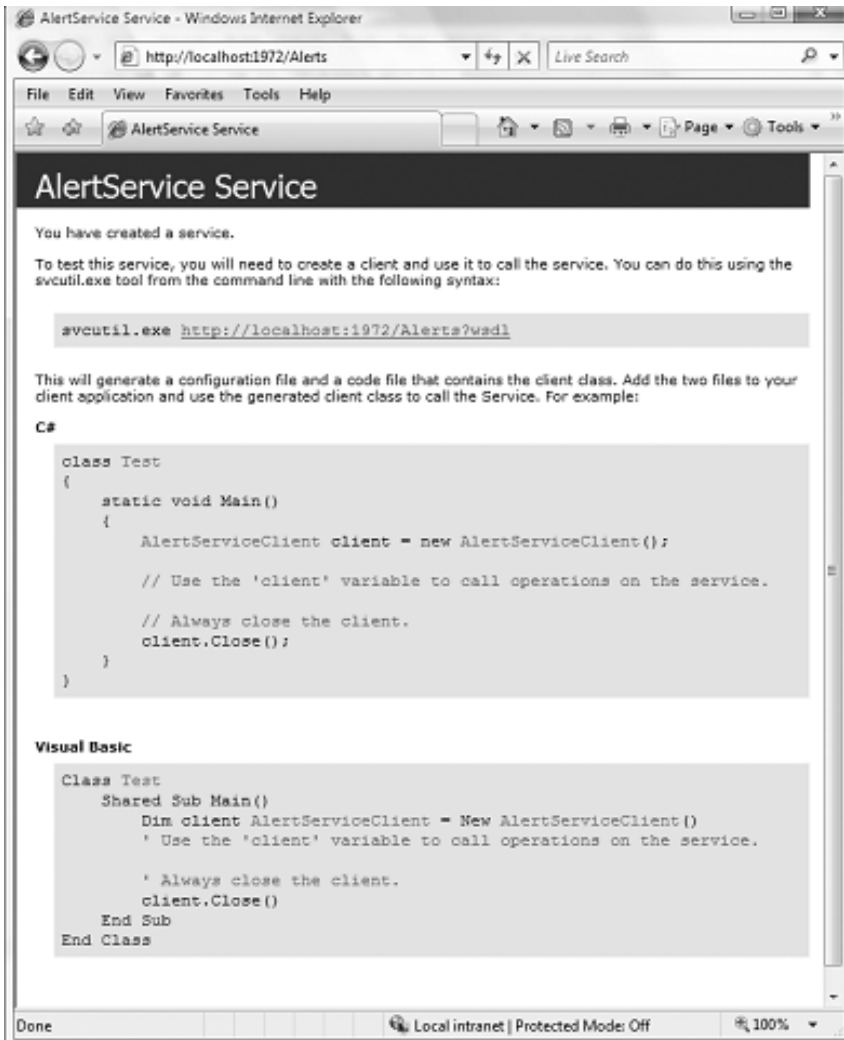 AlertService Service - Windows Internet Explorer
http://localhost:1972/Alerts
Live Search
File Edit View Favorites Tools Help
AlertService Service
Page
Tools
AlertService Service
You have created a service.
To test this service, you will need to create a client and use it to call the service. You can do this using the
svcutil.exe tool from the command line with the following syntax:
svcutil.exe http://localhost:1972/Alerts?wsdl
This will generate a configuration file and a code file that contains the client class. Add the two files to your
client application and use the generated client class to call the Service. For example:
C#
class Test
{
static void Main()
{
AlertServiceClient client = new AlertServiceClient();
// Use the 'client' variable to call operations on the service.
// Always close the client.
client.Close();
}
}
Visual Basic
Class Test
Shared Sub Main()
Dim client AlertServiceClient = New AlertServiceClient()
' Use the 'client' variable to call operations on the service.
' Always close the client.
client.Close()
End Sub
End Class
Done
Local intranet | Protected Mode: Off
100%